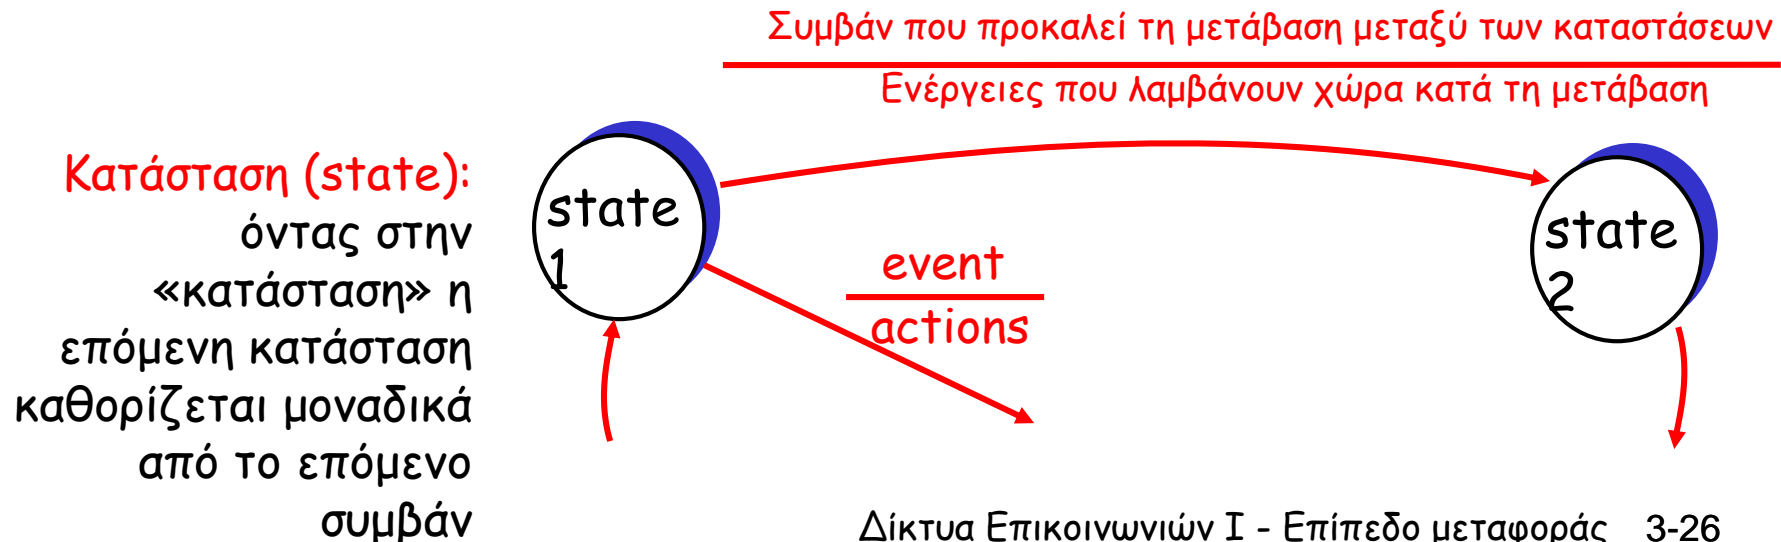 Συμβάν που προκαλεί τη μετάβαση μεταξύ των καταστάσεων
Ενέργειες που λαμβάνουν χώρα κατά τη μετάβαση
Κατάσταση (state):
όντας στην
«κατάσταση» η
επόμενη κατάσταση
καθορίζεται μοναδικά
από το επόμενο
συμβάν
state
1
event
actions
state
2
Δίκτυα Επικοινωνιών Ι - Επίπεδο μεταφοράς 3-26